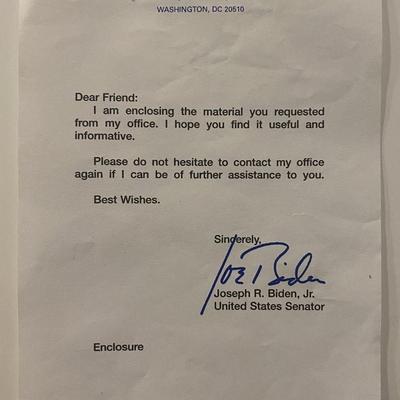 WASHINGTON, DC 20510
Dear Friend:
I am enclosing the material you requested
from my office. I hope you find it useful and
informative.
Please do not hesitate to contact my office
again if I can be of further assistance to you.
Best Wishes.
Sincerely,
Joe Biden
Joseph R. Biden, Jr.
United States Senator
Enclosure